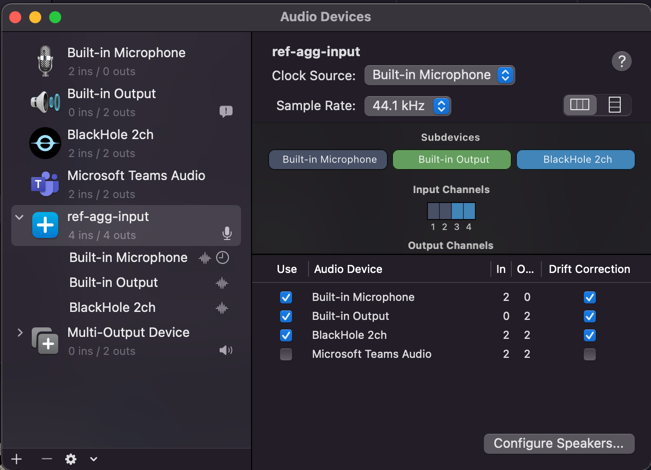 Audio Devices
Built-in Microphone
2 ins / 0 outs
Built-in Output
0 ins / 2 outs
BlackHole 2ch
2 ins / 2 outs
Microsoft Teams Audio
2 ins / 2 outs
ref-agg-input
4 ins / 4 outs
Built-in Microphone
Built-in Output
BlackHole 2ch
Multi-Output Device
0 ins / 2 outs
ref-agg-input
?
Clock Source: Built-in Microphone
Sample Rate: 44.1 kHz
Subdevices
Built-in Microphone Built-in Output BlackHole 2ch
Input Channels
1 2 3 4
Output Channels
Use Audio Device In O... Drift Correction
Built-in Microphone 2 0
Built-in Output 0 2
BlackHole 2ch 2 2
Microsoft Teams Audio 2 2
Configure Speakers...